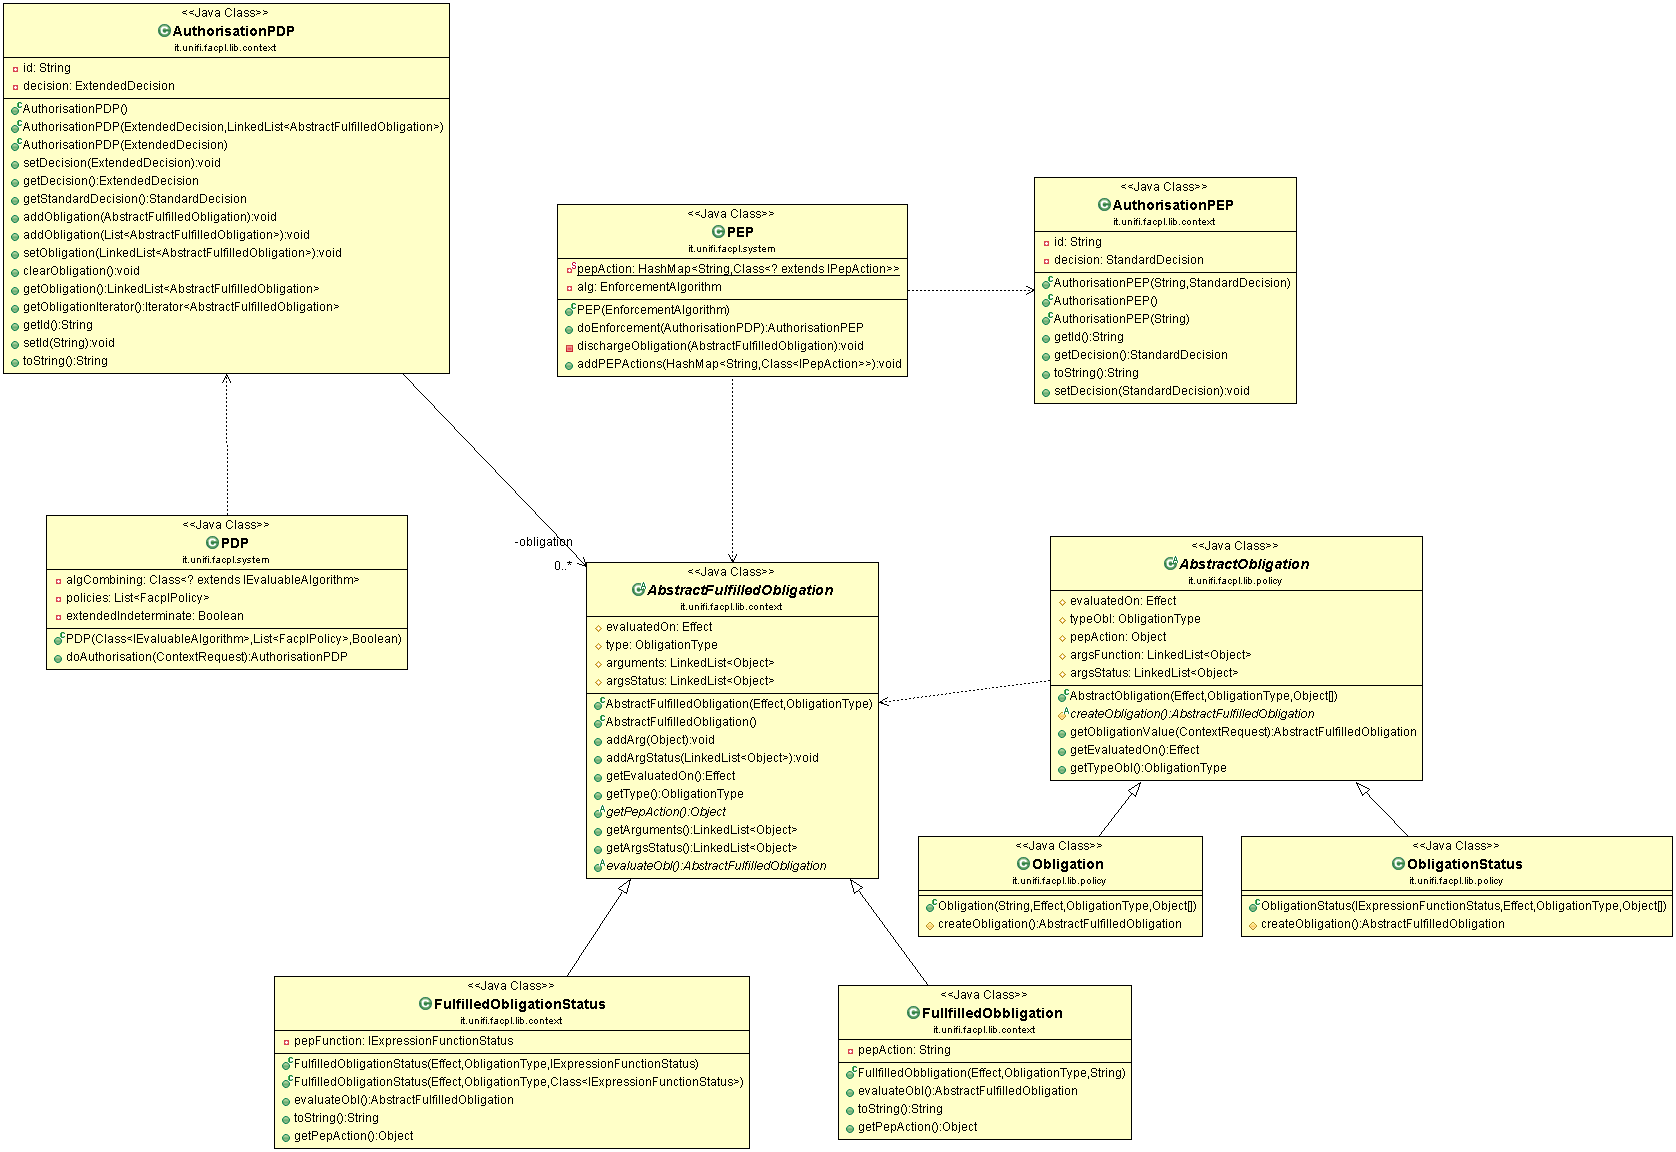 <<Java Class>>
AuthorisationPDP
it.unifi.facpl.lib.context
id: String
decision: ExtendedDecision
AuthorisationPDP()
AuthorisationPDP(ExtendedDecision,LinkedList<AbstractFulfilledObligation>)
AuthorisationPDP(ExtendedDecision)
setDecision(ExtendedDecision):void
getDecision():ExtendedDecision
getStandardDecision():StandardDecision
addObligation(AbstractFulfilledObligation):void
addObligation(List<AbstractFulfilledObligation>):void
setObligation(LinkedList<AbstractFulfilledObligation>):void
clearObligation():void
getObligation():LinkedList<AbstractFulfilledObligation>
getObligationIterator():Iterator<AbstractFulfilledObligation>
getId():String
setId(String):void
toString():String
<<Java Class>>
PEP
it.unifi.facpl.system
pepAction: HashMap<String,Class<? extends IPepAction>>
alg: EnforcementAlgorithm
PEP(EnforcementAlgorithm)
doEnforcement(AuthorisationPDP):AuthorisationPEP
dischargeObligation(AbstractFulfilledObligation):void
addPEPActions(HashMap<String,Class<IPepAction>>):void
<<Java Class>>
AuthorisationPEP
it.unifi.facpl.lib.context
id: String
decision: StandardDecision
AuthorisationPEP(String,StandardDecision)
AuthorisationPEP()
AuthorisationPEP(String)
getId():String
getDecision():StandardDecision
toString():String
setDecision(StandardDecision):void
<<Java Class>>
PDP
it.unifi.facpl.system
algCombining: Class<? extends IEvaluableAlgorithm>
policies: List<FacplPolicy>
extendedIndeterminate: Boolean
PDP(Class<IEvaluableAlgorithm>,List<FacplPolicy>,Boolean)
doAuthorisation(ContextRequest):AuthorisationPDP
-obligation
0..*
<<Java Class>>
AbstractFulfilledObligation
it.unifi.facpl.lib.context
evaluatedOn: Effect
type: ObligationType
arguments: LinkedList<Object>
argsStatus: LinkedList<Object>
AbstractFulfilledObligation(Effect,ObligationType)
AbstractFulfilledObligation()
addArg(Object):void
addArgStatus(LinkedList<Object>):void
getEvaluatedOn():Effect
getType():ObligationType
getPepAction():Object
getArguments():LinkedList<Object>
getArgsStatus():LinkedList<Object>
evaluateObl():AbstractFulfilledObligation
<<Java Class>>
AbstractObligation
it.unifi.facpl.lib.policy
evaluatedOn: Effect
typeObl: ObligationType
pepAction: Object
argsFunction: LinkedList<Object>
argsStatus: LinkedList<Object>
AbstractObligation(Effect,ObligationType,Object[])
createObligation():AbstractFulfilledObligation
getObligationValue(ContextRequest):AbstractFulfilledObligation
getEvaluatedOn():Effect
getTypeObl():ObligationType
<<Java Class>>
Obligation
it.unifi.facpl.lib.policy
Obligation(String,Effect,ObligationType,Object[])
createObligation():AbstractFulfilledObligation
<<Java Class>>
ObligationStatus
it.unifi.facpl.lib.policy
ObligationStatus(IExpressionFunctionStatus,Effect,ObligationType,Object[])
createObligation():AbstractFulfilledObligation
<<Java Class>>
FulfilledObligationStatus
it.unifi.facpl.lib.context
pepFunction: IExpressionFunctionStatus
FulfilledObligationStatus(Effect,ObligationType,IExpressionFunctionStatus)
FulfilledObligationStatus(Effect,ObligationType,Class<IExpressionFunctionStatus>)
evaluateObl():AbstractFulfilledObligation
toString():String
getPepAction():Object
<<Java Class>>
FullfilledObbligation
it.unifi.facpl.lib.context
pepAction: String
FullfilledObbligation(Effect,ObligationType,String)
evaluateObl():AbstractFulfilledObligation
toString():String
getPepAction():Object